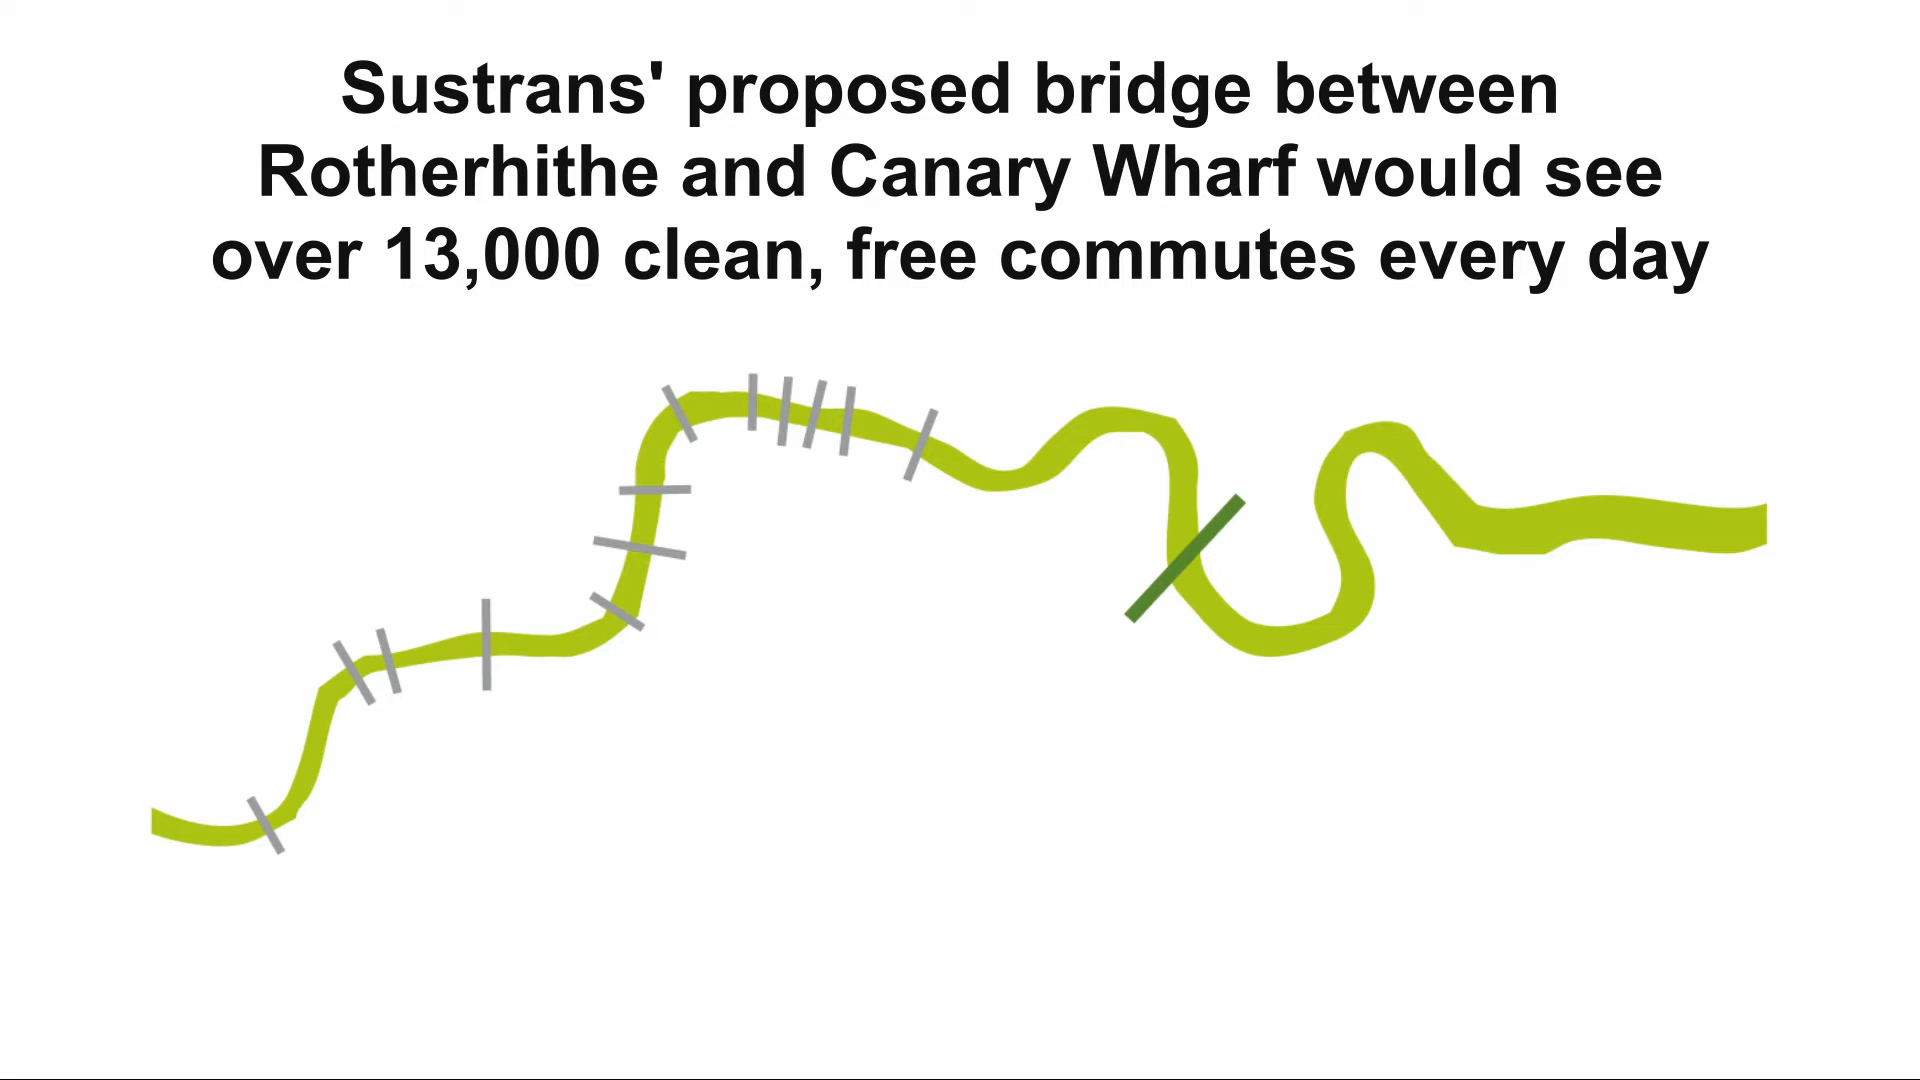 Sustrans' proposed bridge between
Rotherhithe and Canary Wharf would see
over 13,000 clean, free commutes every day